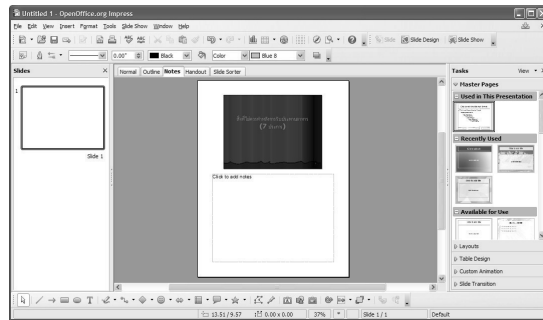 Untitled 1 - OpenOffice.org Impress
File Edit View Insert Format Tools Slide Show Window Help
Slide Slide Design Slide Show
0.00" Black Color Blue 8
Slides
Normal Outline Notes Handout Slide Sorter
Tasks View
1
Slide 1
Click to add notes
Master Pages
Used in This Presentation
Recently Used
Available for Use
Layouts
Table Design
Custom Animation
Slide Transition
13.51 / 9.57 0.00 x 0.00 37% * Slide 1 / 1 Default